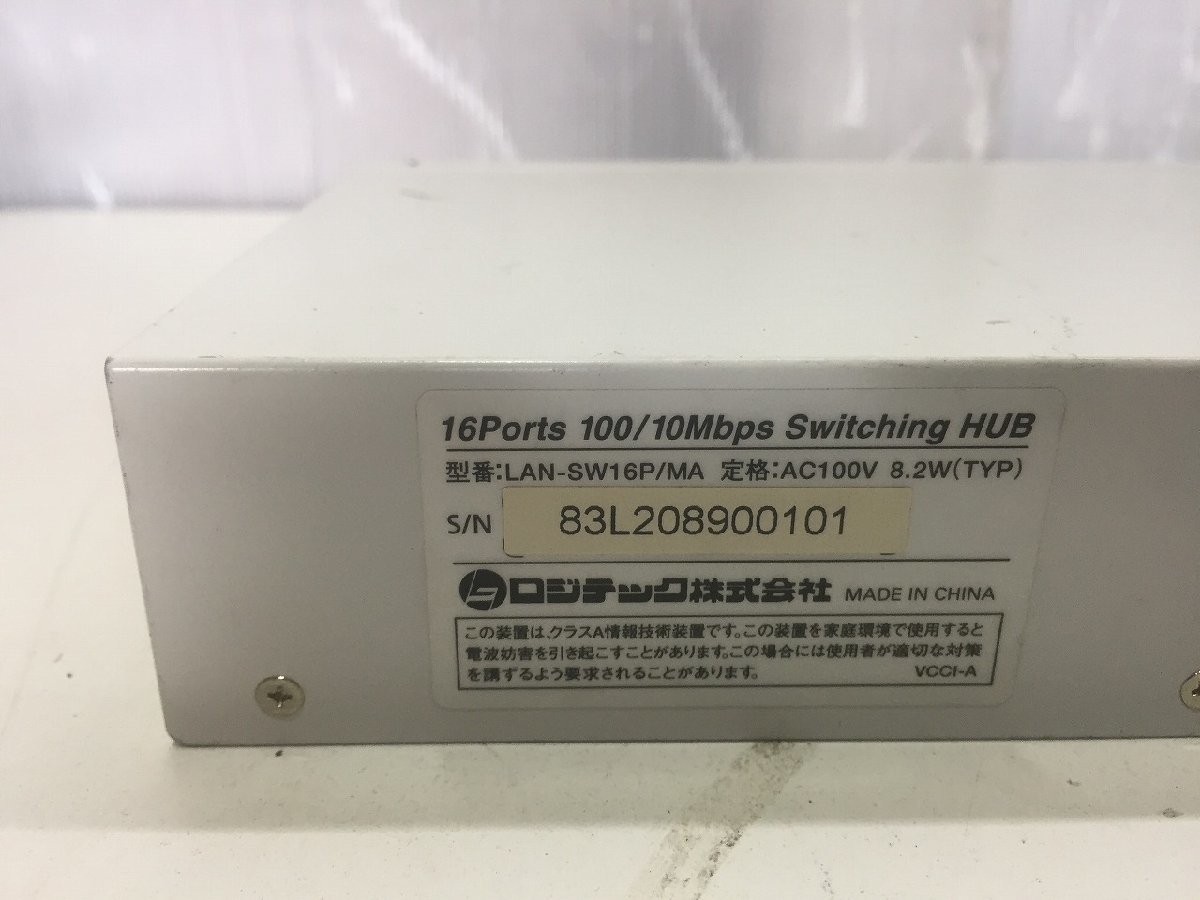 16Ports 100/10Mbps Switching HUB
型番:LAN-SW16P/MA 定格:AC100V 8.2W(TYP)
S/N 83L208900101
ロジテック株式会社 MADE IN CHINA
この装置は、クラスA情報技術装置です。この装置を家庭環境で使用すると
電波妨害を引き起こすことがあります。この場合には使用者が適切な対策
を講ずるよう要求されることがあります。 VCCI-A